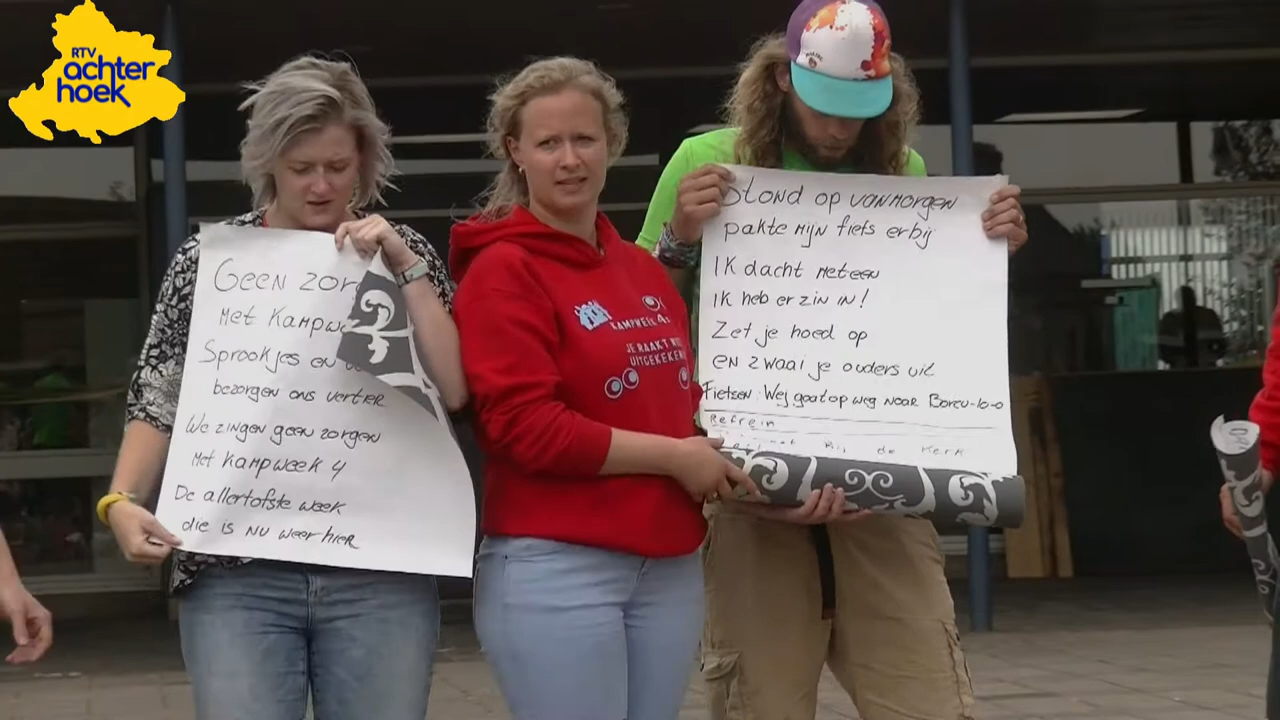 RTV
achter
hoek
Geen zor
Met Kampw
Sprookjes en
bezorgen ons vertier
We zingen geen zorgen
Met Kampweek 4
De allertofste week
die is nu weer hier
KAMPWEEK 4
JE RAAKT NIET
UITGEKEKEN
Stond op vanmorgen
pakte mijn fiets erbij
Ik dacht meteen
Ik heb er zin in!
Zet je hoed op
en zwaai je ouders uit
Fietsen: Wej gaat op weg naar Borcu-lo-o
Refrein
Bij de Kerk